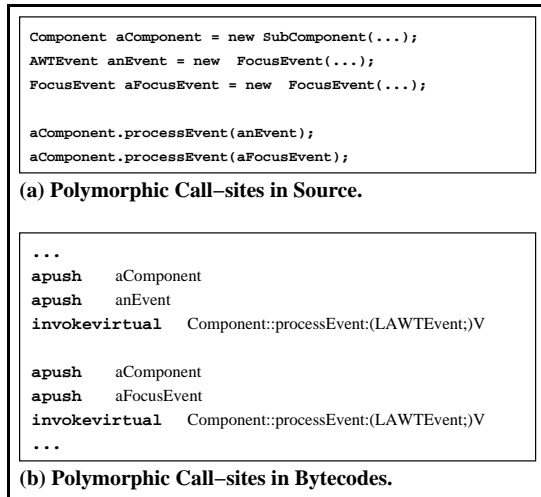 Component aComponent = new SubComponent(...);
AWTEvent anEvent = new  FocusEvent(...);
FocusEvent aFocusEvent = new  FocusEvent(...);
aComponent.processEvent(anEvent);
aComponent.processEvent(aFocusEvent);
(a) Polymorphic Call−sites in Source.
...
apush aComponent
apush anEvent
invokevirtual Component::processEvent:(LAWTEvent;)V
apush aComponent
apush aFocusEvent
invokevirtual Component::processEvent:(LAWTEvent;)V
...
(b) Polymorphic Call−sites in Bytecodes.